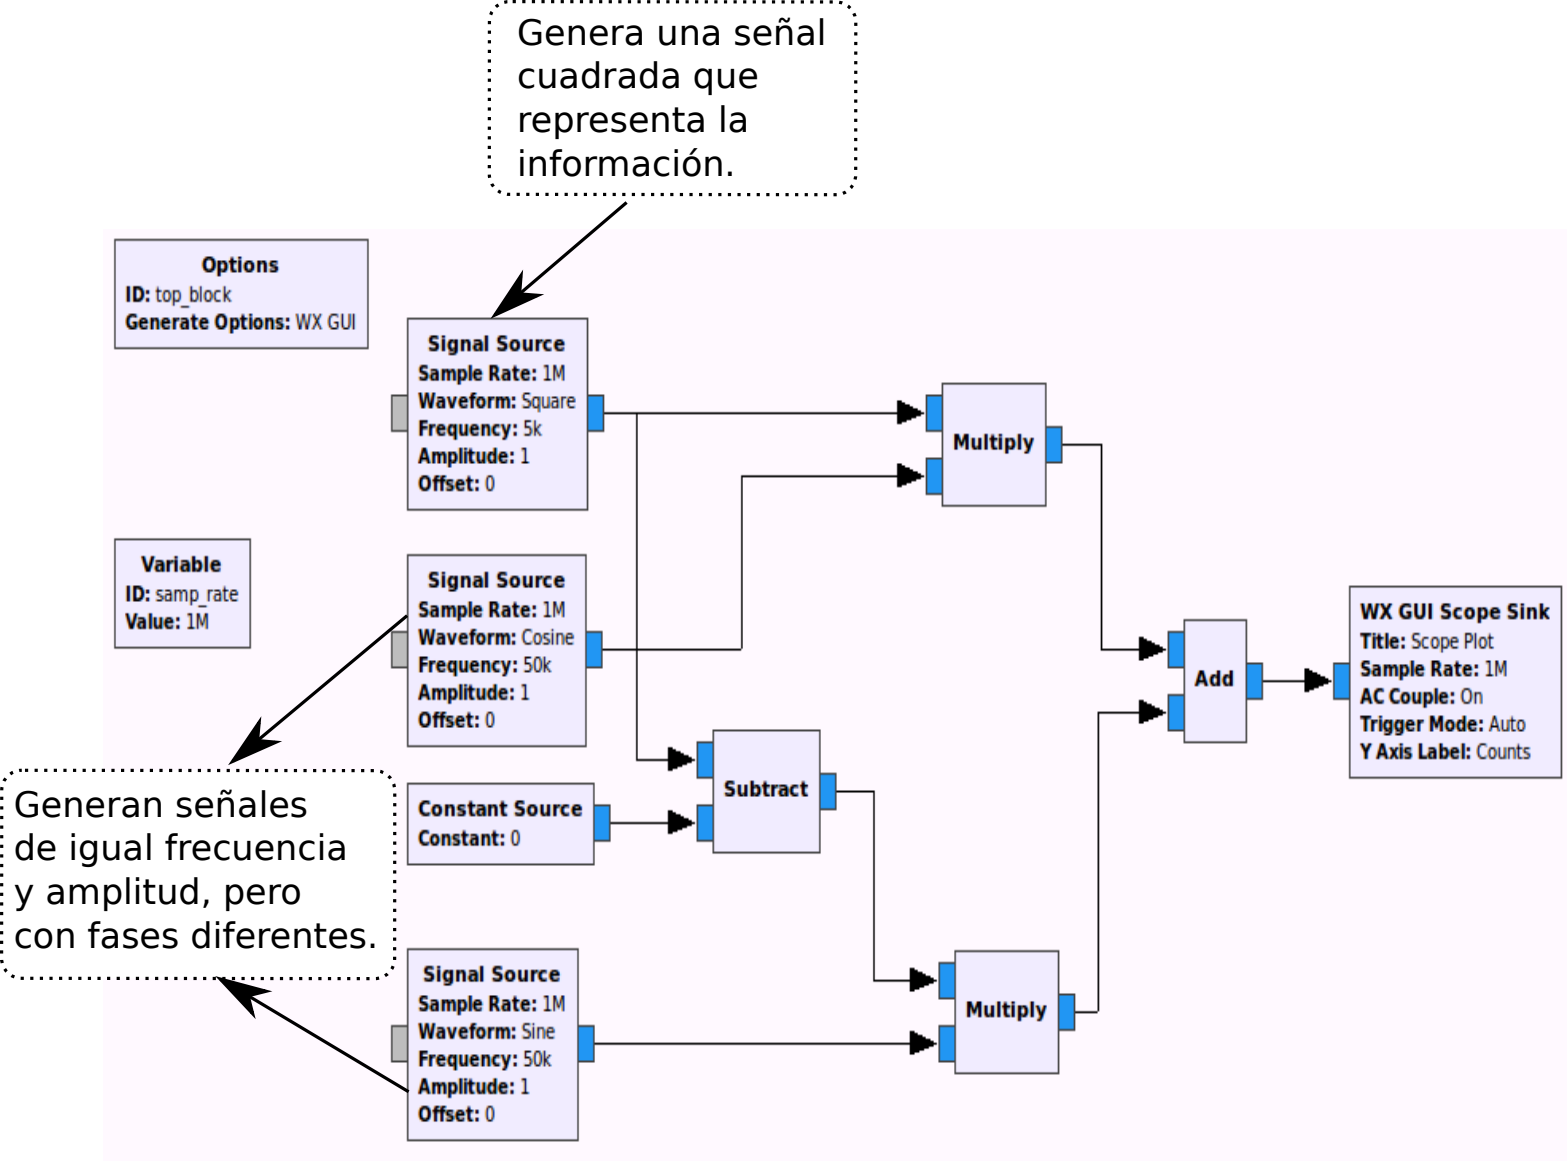 Genera una señal
cuadrada que
representa la
información.
Options
ID: top_block
Generate Options: WX GUI
Signal Source
Sample Rate: 1M
Waveform: Square
Frequency: 5k
Amplitude: 1
Offset: 0
Multiply
Variable
ID: samp_rate
Value: 1M
Signal Source
Sample Rate: 1M
Waveform: Cosine
Frequency: 50k
Amplitude: 1
Offset: 0
Add
WX GUI Scope Sink
Title: Scope Plot
Sample Rate: 1M
AC Couple: On
Trigger Mode: Auto
Y Axis Label: Counts
Subtract
Constant Source
Constant: 0
Generan señales
de igual frecuencia
y amplitud, pero
con fases diferentes.
Signal Source
Sample Rate: 1M
Waveform: Sine
Frequency: 50k
Amplitude: 1
Offset: 0
Multiply